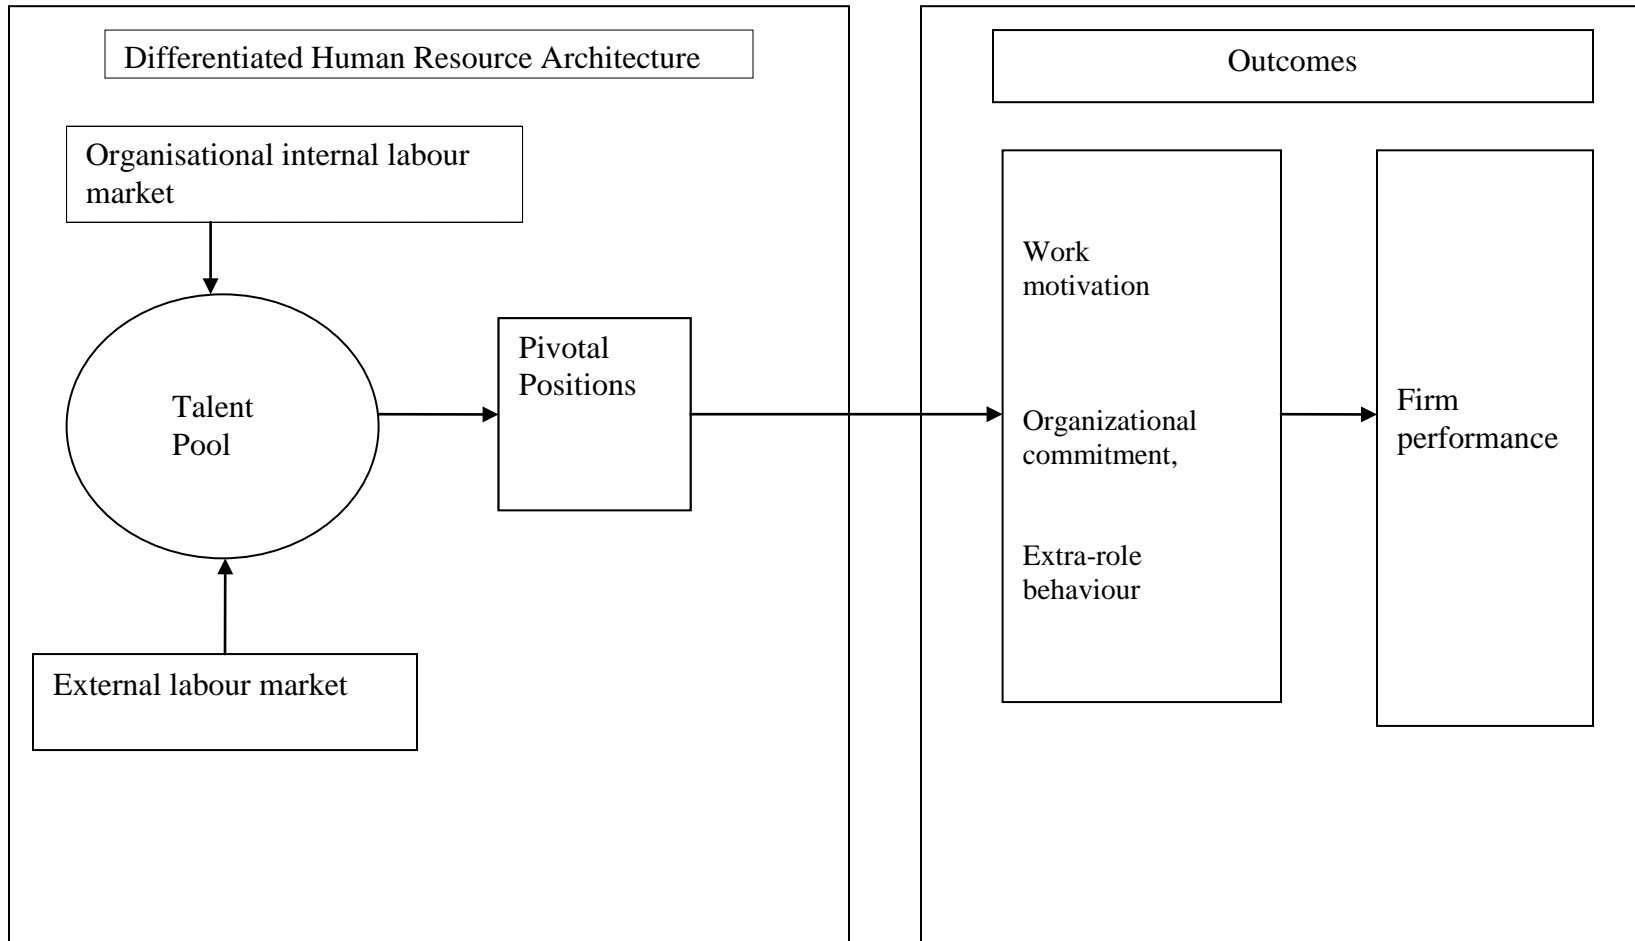 Differentiated Human Resource Architecture
Organisational internal labour
market
Talent
Pool
Pivotal
Positions
External labour market
Outcomes
Work
motivation
Organizational
commitment,
Extra-role
behaviour
Firm
performance